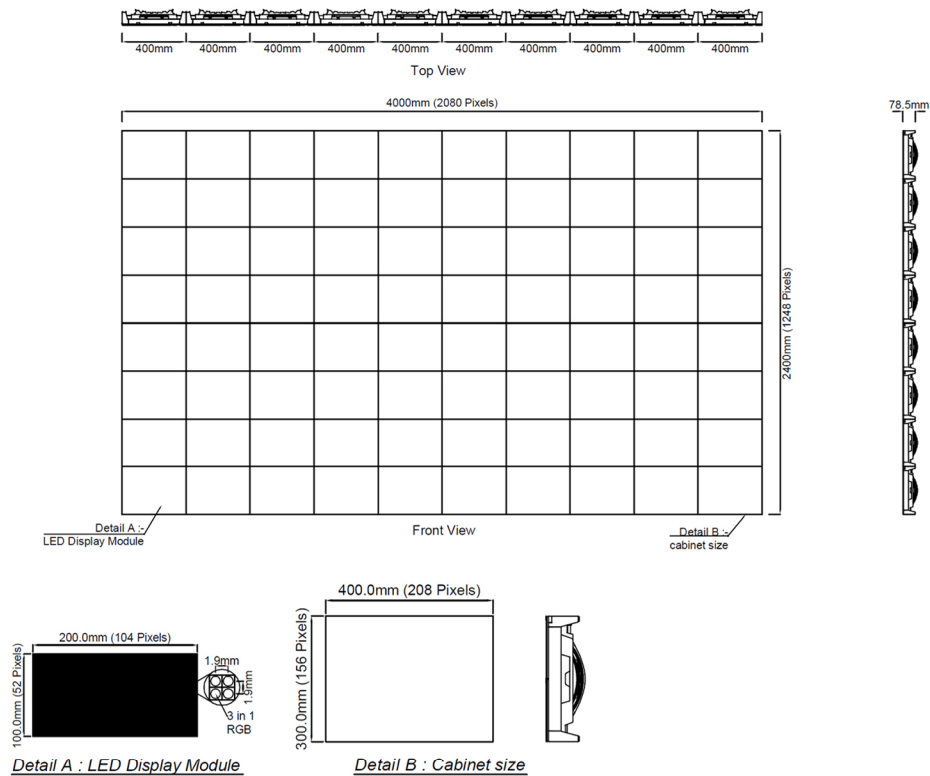 400mm 400mm 400mm 400mm 400mm 400mm 400mm 400mm 400mm 400mm
Top View
4000mm (2080 Pixels)
78.5mm
2400mm (1248 Pixels)
Front View
Detail A :-
LED Display Module
Detail B :-
cabinet size
200.0mm (104 Pixels)
100.0mm (52 Pixels)
1.9mm
1.9mm
3 in 1
RGB
Detail A : LED Display Module
400.0mm (208 Pixels)
300.0mm (156 Pixels)
Detail B : Cabinet size